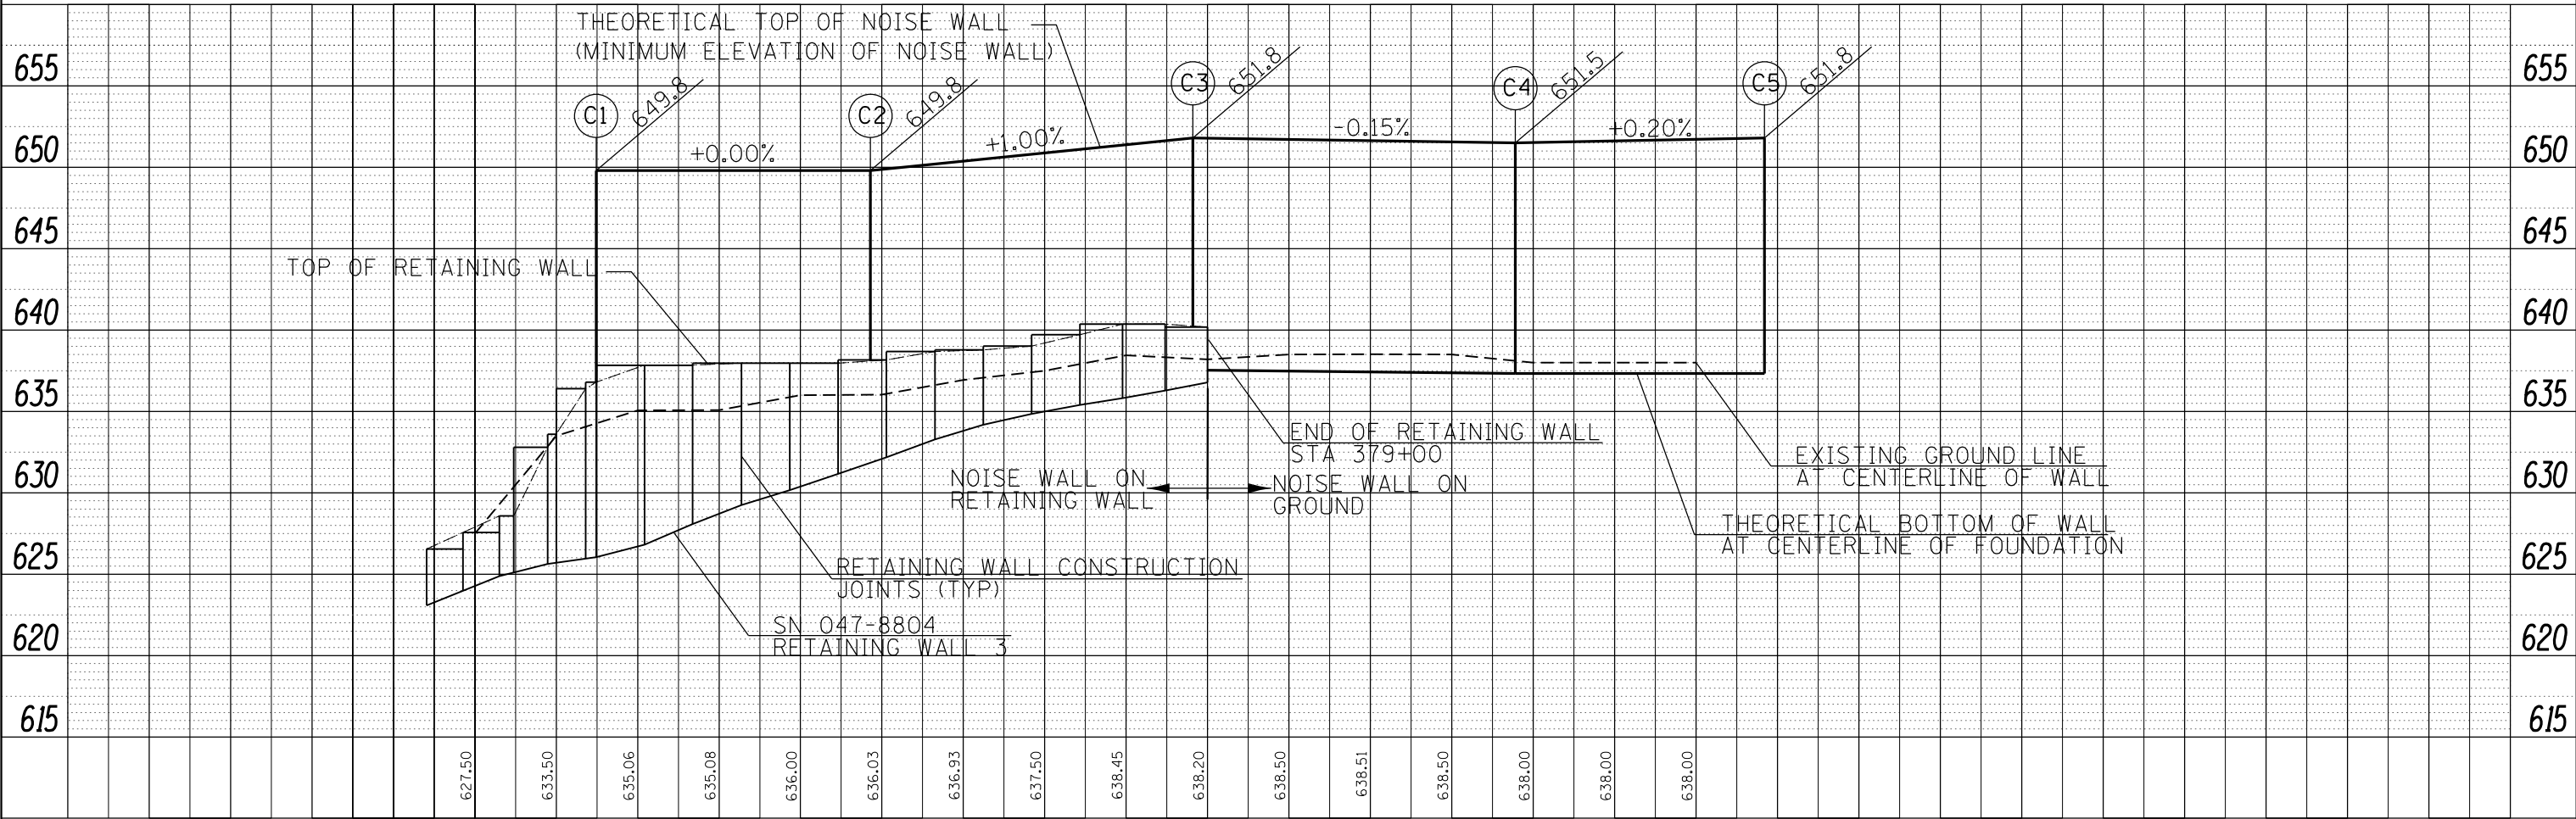 THEORETICAL TOP OF NOISE WALL
(MINIMUM ELEVATION OF NOISE WALL)
655
C1
649.8
C2
649.8
C3
651.8
C4
651.5
C5
651.8
655
650
+0.00%
+1.00%
-0.15%
+0.20%
650
645
645
TOP OF RETAINING WALL
640
640
635
635
END OF RETAINING WALL
STA 379+00
EXISTING GROUND LINE
AT CENTERLINE OF WALL
630
NOISE WALL ON
RETAINING WALL
NOISE WALL ON
GROUND
630
THEORETICAL BOTTOM OF WALL
AT CENTERLINE OF FOUNDATION
625
RETAINING WALL CONSTRUCTION
JOINTS (TYP)
625
620
SN 047-8804
RETAINING WALL 3
620
615
615
627.50
633.50
635.06
635.08
636.00
636.03
636.93
637.50
638.45
638.20
638.50
638.51
638.50
638.00
638.00
638.00